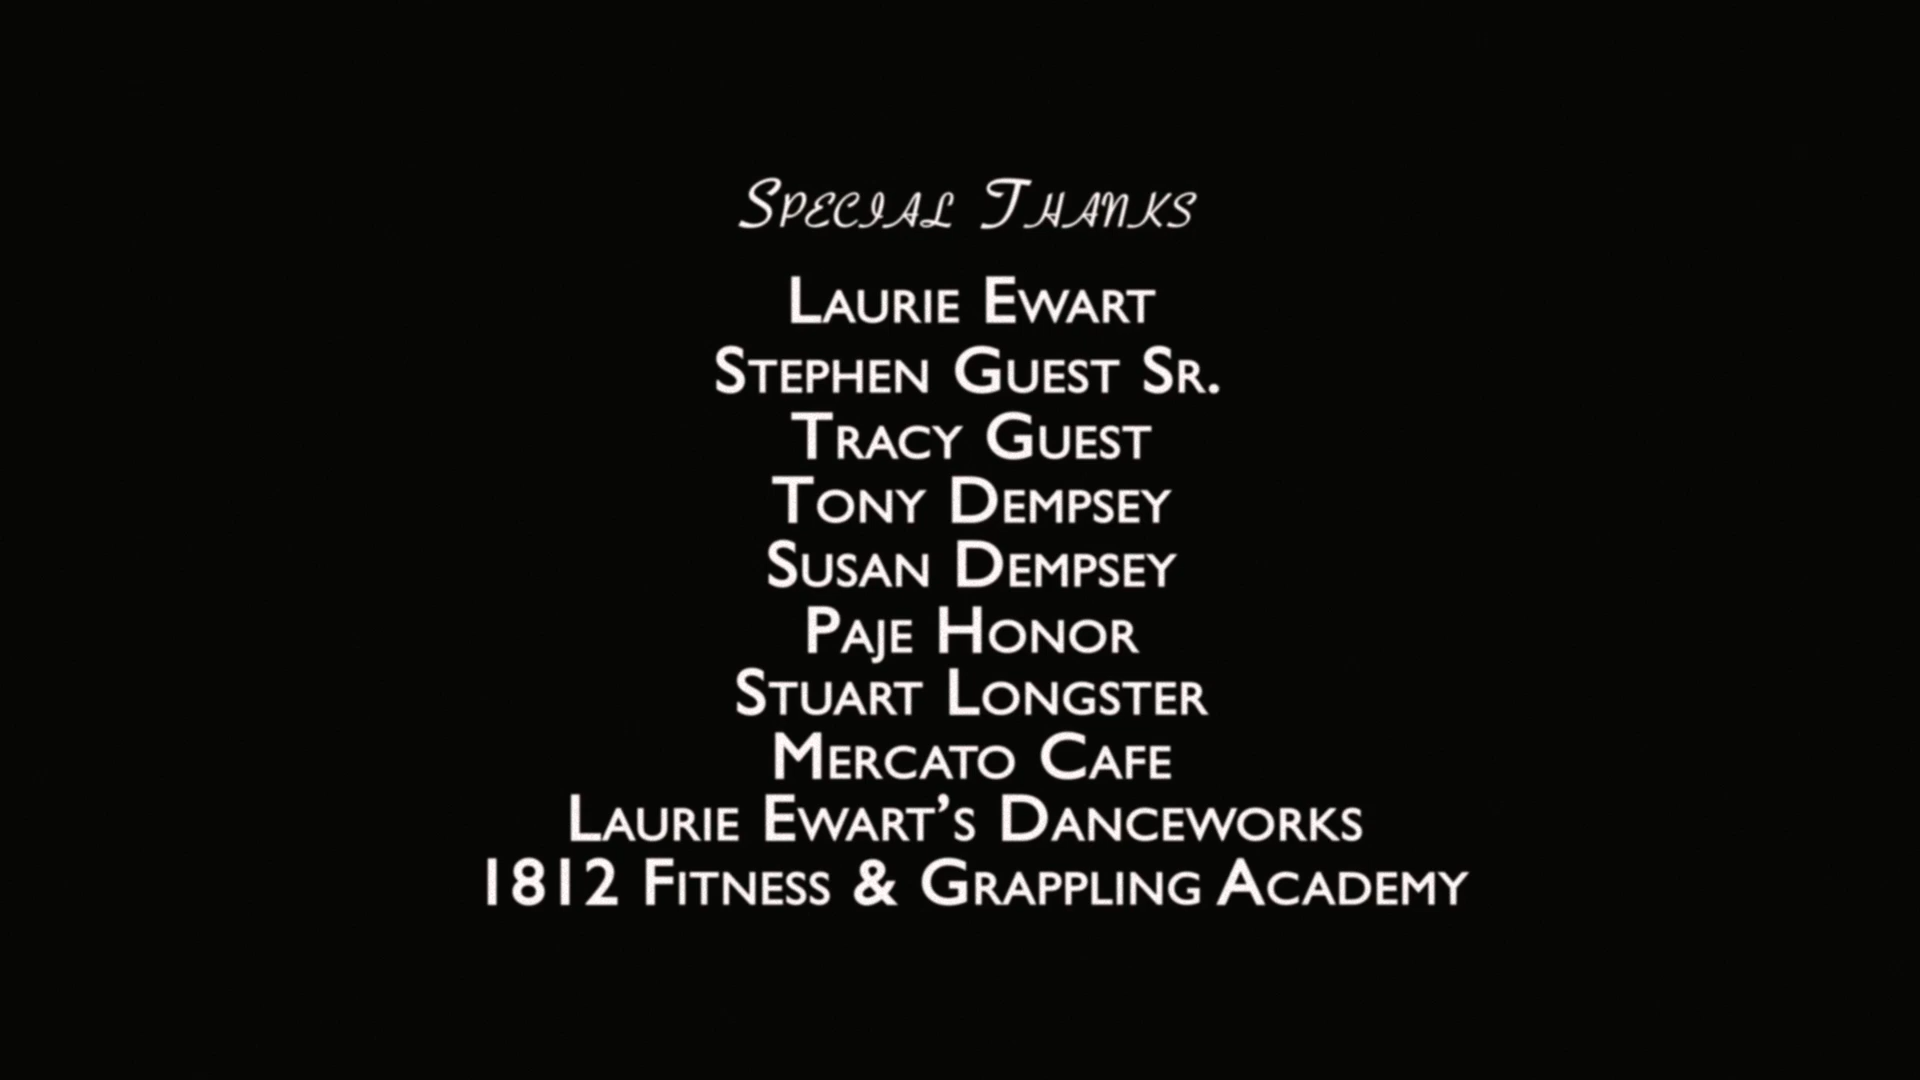 Special Thanks
Laurie Ewart
Stephen Guest Sr.
Tracy Guest
Tony Dempsey
Susan Dempsey
Paje Honor
Stuart Longster
Mercato Cafe
Laurie Ewart’s Danceworks
1812 Fitness & Grappling Academy